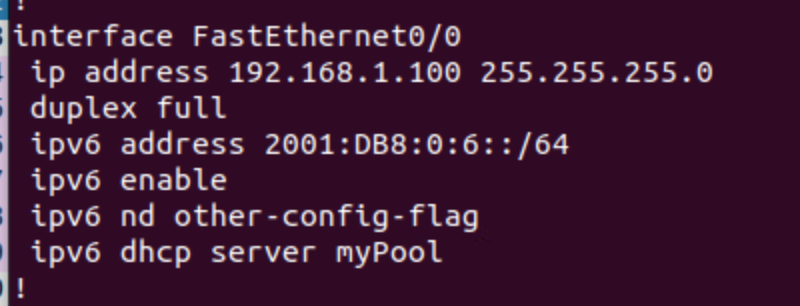 !
interface FastEthernet0/0
ip address 192.168.1.100 255.255.255.0
duplex full
ipv6 address 2001:DB8:0:6::/64
ipv6 enable
ipv6 nd other-config-flag
ipv6 dhcp server myPool
!